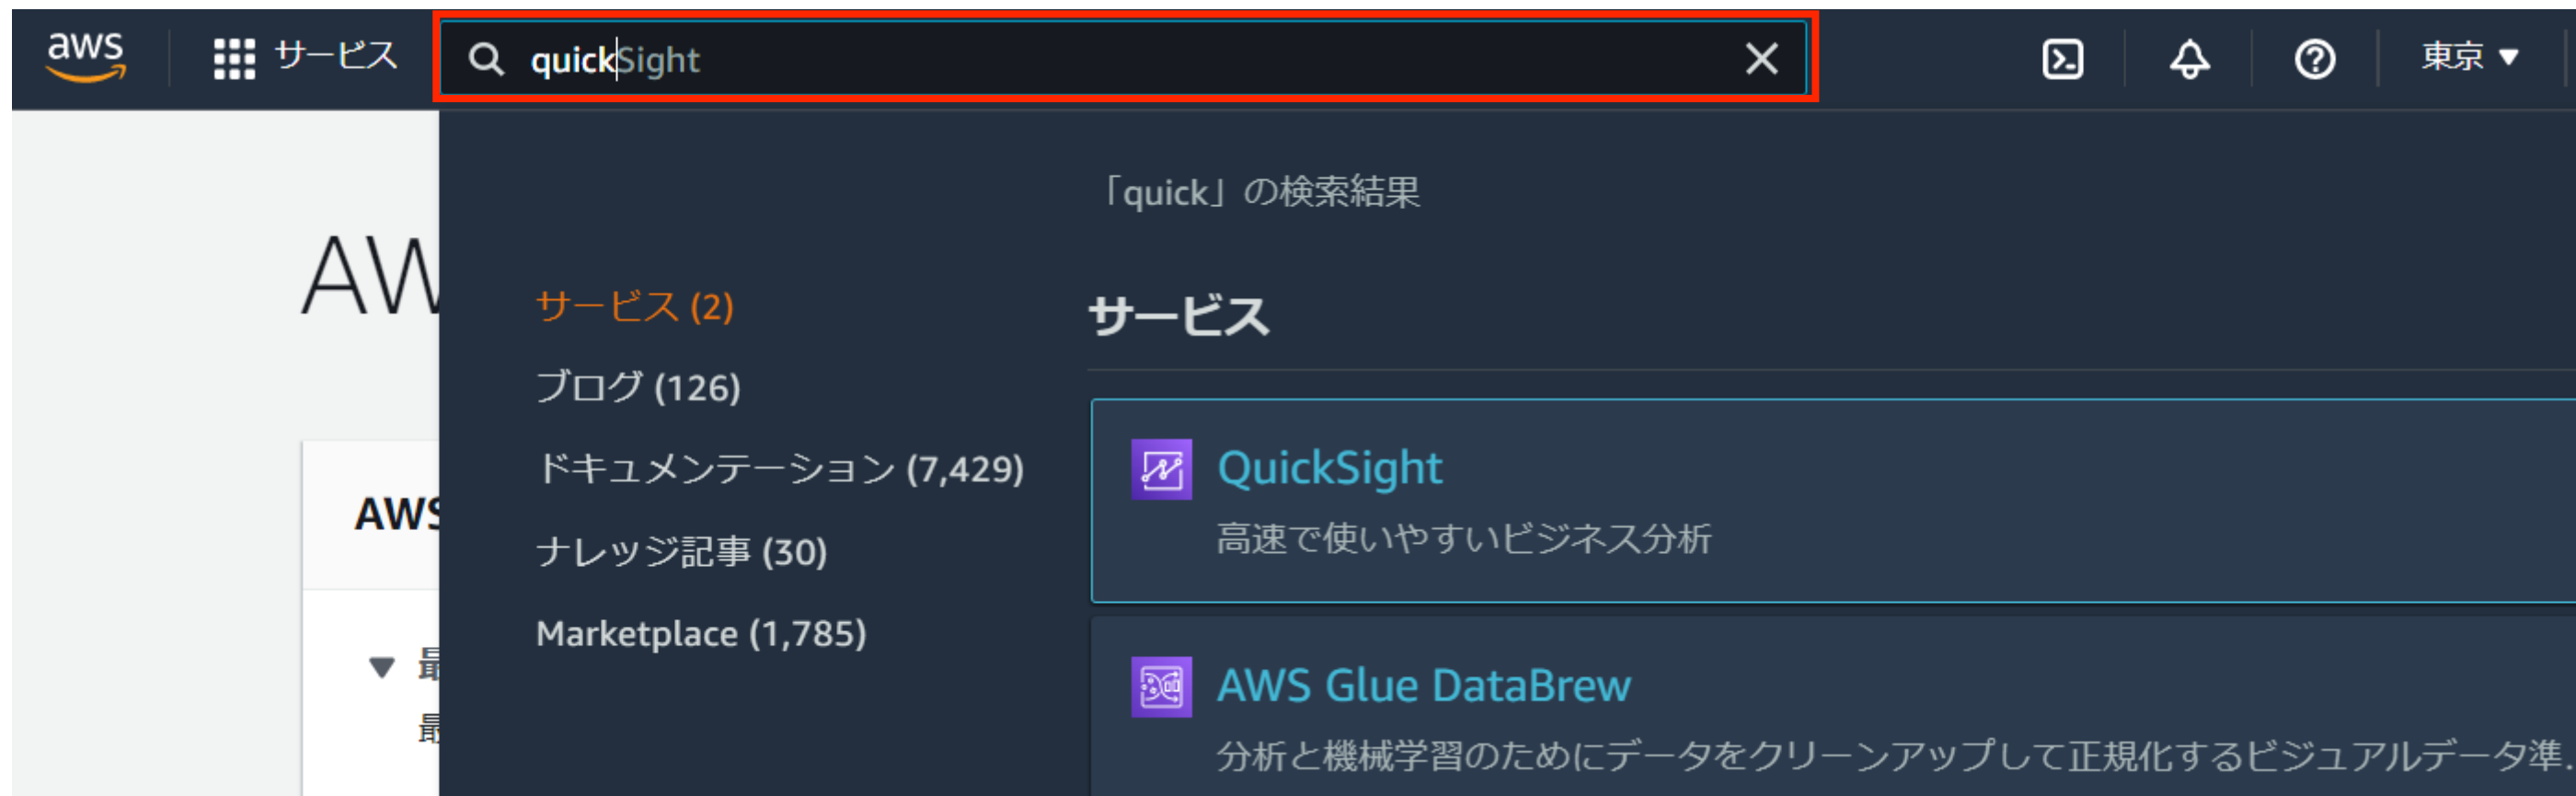 aws
サービス
quickSight
東京
「quick」の検索結果
AW
サービス (2)
ブログ (126)
ドキュメンテーション (7,429)
ナレッジ記事 (30)
Marketplace (1,785)
サービス
QuickSight
高速で使いやすいビジネス分析
AWS Glue DataBrew
分析と機械学習のためにデータをクリーンアップして正規化するビジュアルデータ準.
AWS
最
最